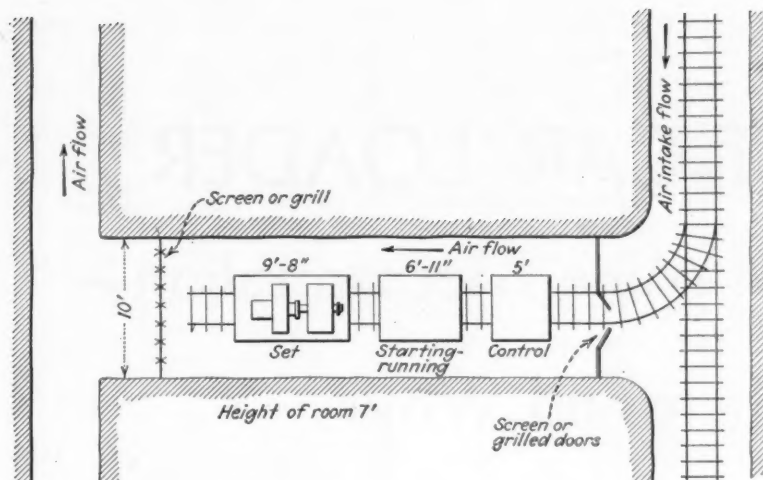 Air flow
Air intake flow
Screen or grill
Air flow
9'-8"
6'-11"
5'
10'
Set
Starting-
running
Control
Height of room 7'
Screen or
grilled doors